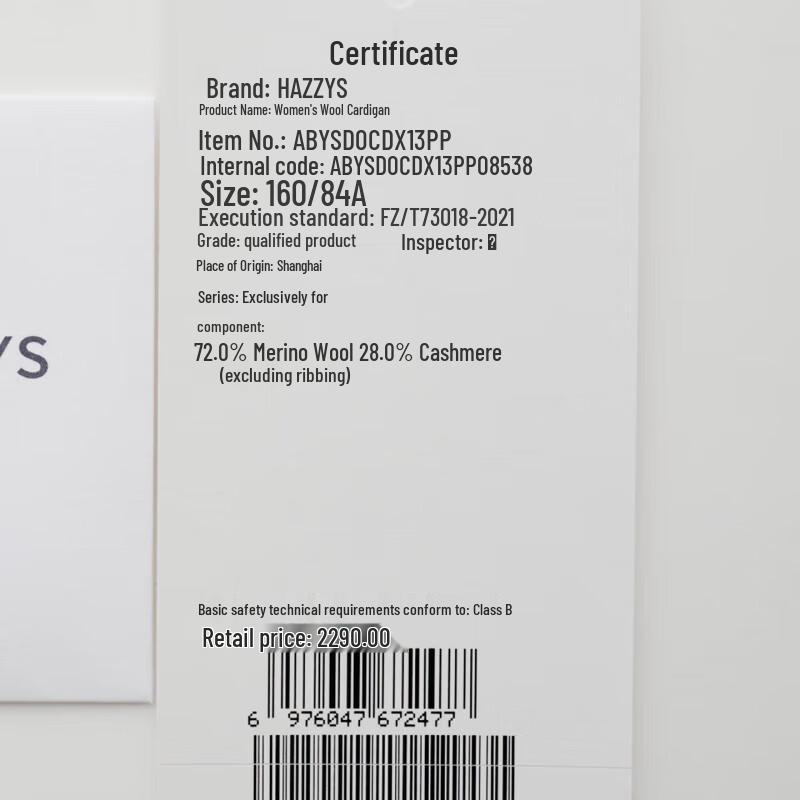 Certificate
Brand: HAZZYS
Product Name: Women's Wool Cardigan
Item No.: ABYSD0CDX13PP
Internal code: ABYSD0CDX13PP08538
Size: 160/84A
Execution standard: FZ/T73018-2021
Grade: qualified product Inspector:
Place of Origin: Shanghai
Series: Exclusively for
component:
YS
72.0% Merino Wool 28.0% Cashmere
(excluding ribbing)
Basic safety technical requirements conform to: Class B
Retail price: 2290.00
6 976047 672477